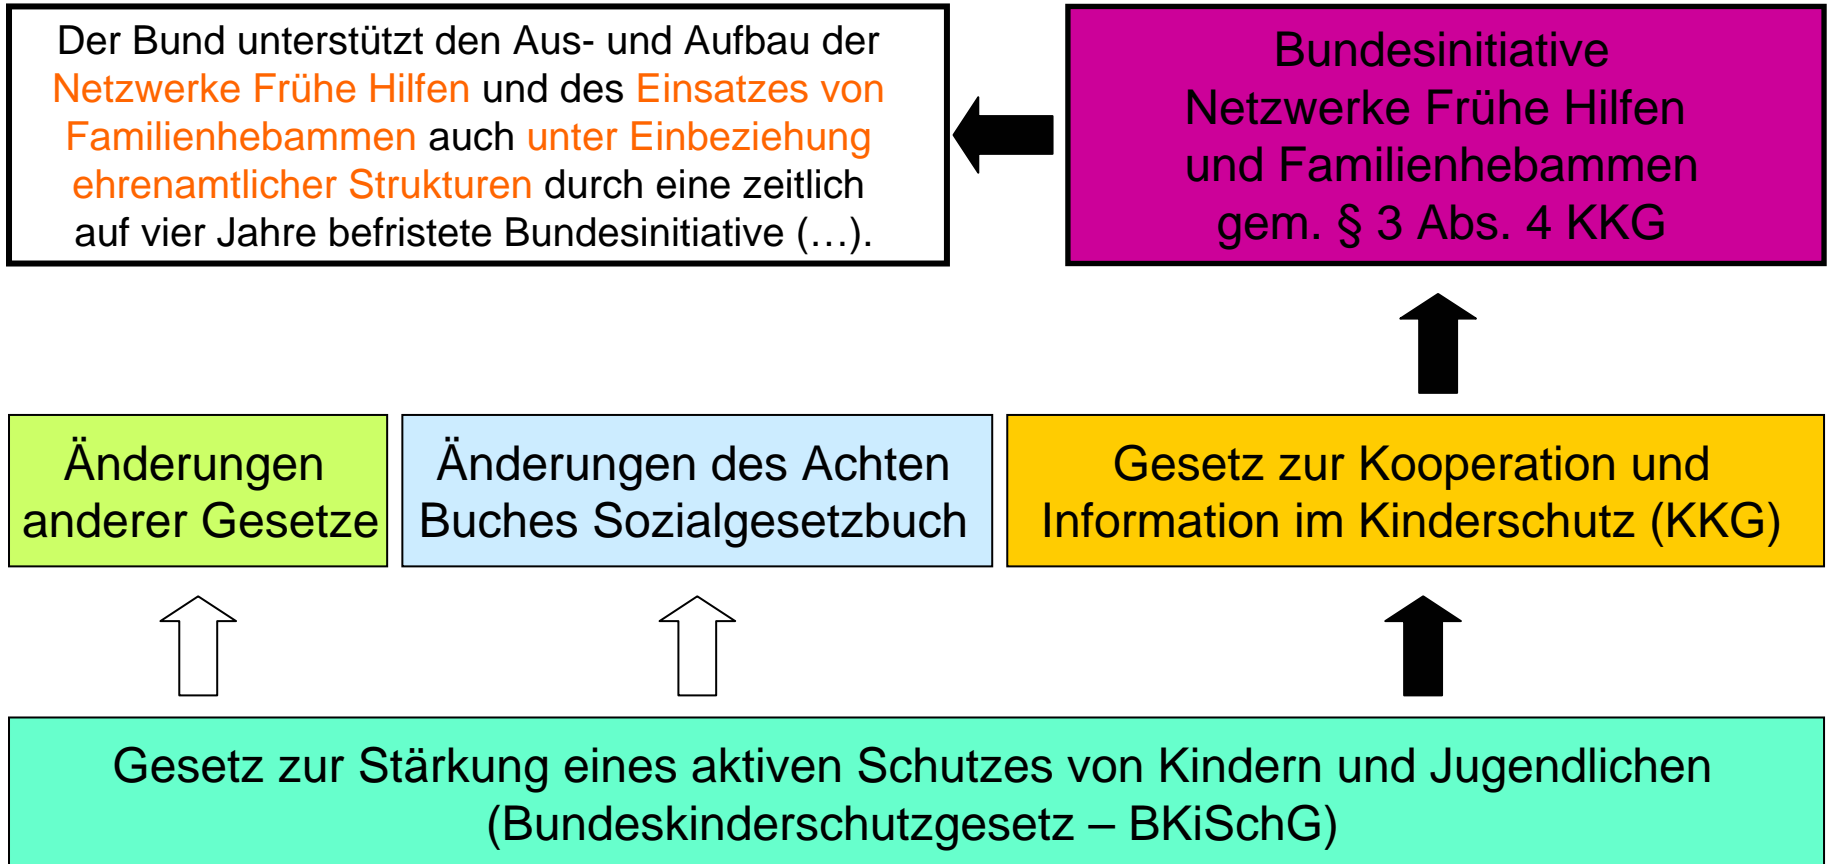 Der Bund unterstützt den Aus- und Aufbau der
Netzwerke Frühe Hilfen und des Einsatzes von
Familienhebammen auch unter Einbeziehung
ehrenamtlicher Strukturen durch eine zeitlich
auf vier Jahre befristete Bundesinitiative (…).
Bundesinitiative
Netzwerke Frühe Hilfen
und Familienhebammen
gem. § 3 Abs. 4 KKG
Änderungen
anderer Gesetze
Änderungen des Achten
Buches Sozialgesetzbuch
Gesetz zur Kooperation und
Information im Kinderschutz (KKG)
Gesetz zur Stärkung eines aktiven Schutzes von Kindern und Jugendlichen
(Bundeskinderschutzgesetz – BKiSchG)